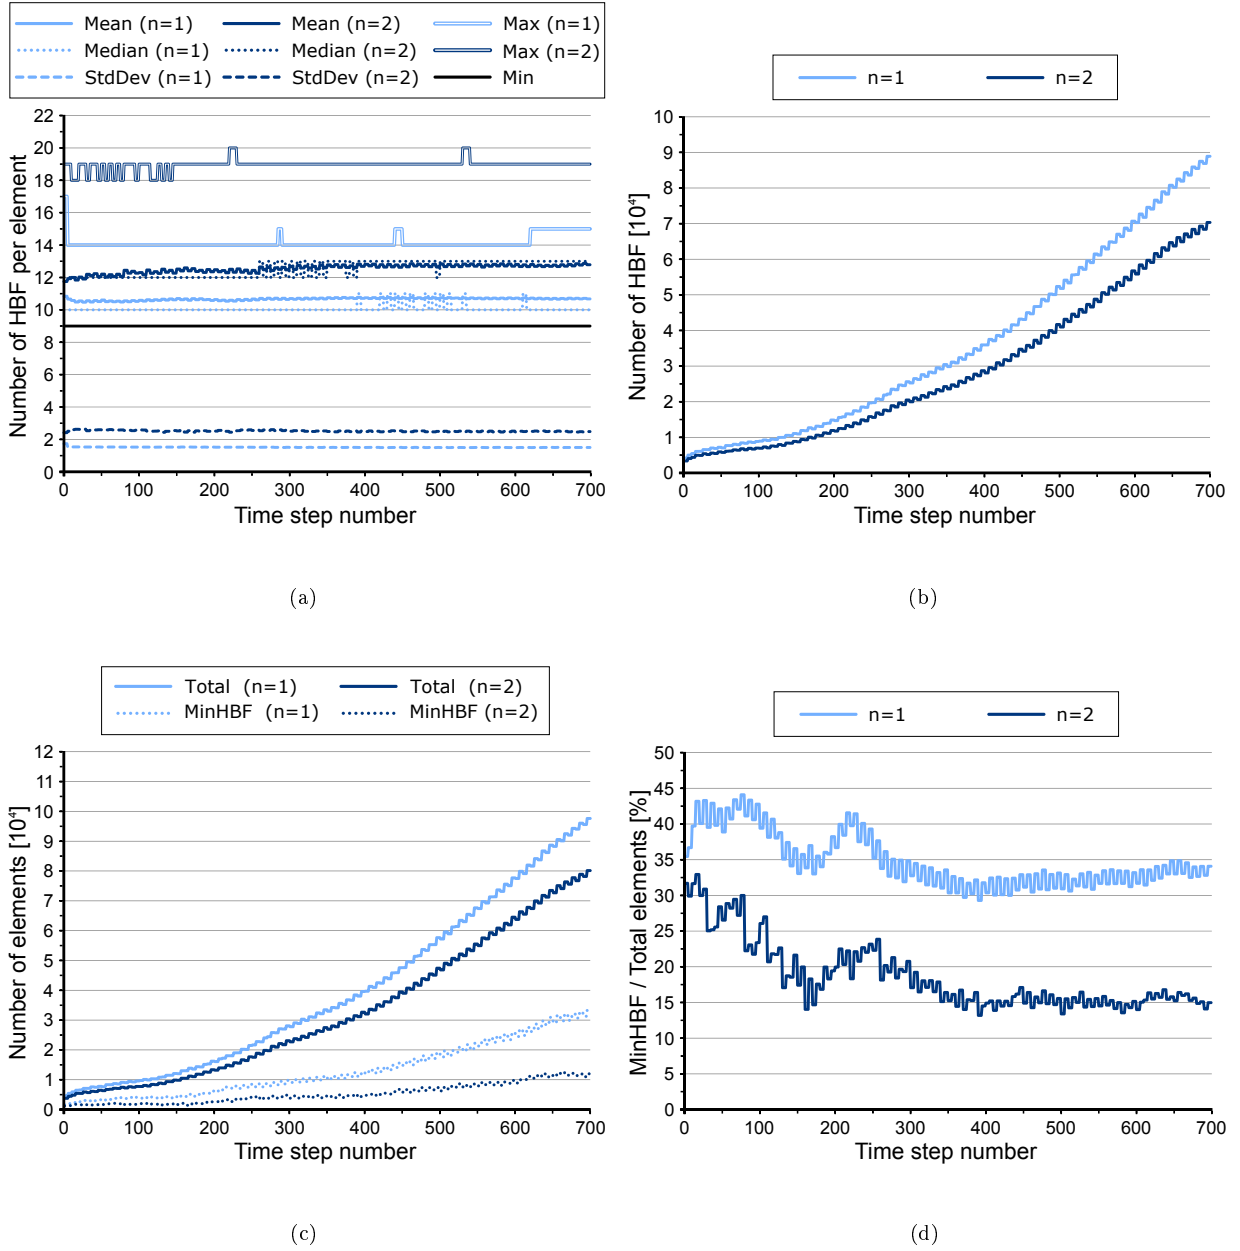 Mean (n=1) Mean (n=2) Max (n=1)
Median (n=1) Median (n=2) Max (n=2)
StdDev (n=1) StdDev (n=2) Min
Number of HBF per element
22
20
18
16
14
12
10
8
6
4
2
0
0 100 200 300 400 500 600 700
Time step number
(a)
n=1 n=2
Number of HBF [10⁴]
10
9
8
7
6
5
4
3
2
1
0
0 100 200 300 400 500 600 700
Time step number
(b)
Total (n=1) Total (n=2)
MinHBF (n=1) MinHBF (n=2)
Number of elements [10⁴]
12
11
10
9
8
7
6
5
4
3
2
1
0
0 100 200 300 400 500 600 700
Time step number
(c)
n=1 n=2
MinHBF / Total elements [%]
50
45
40
35
30
25
20
15
10
5
0
0 100 200 300 400 500 600 700
Time step number
(d)